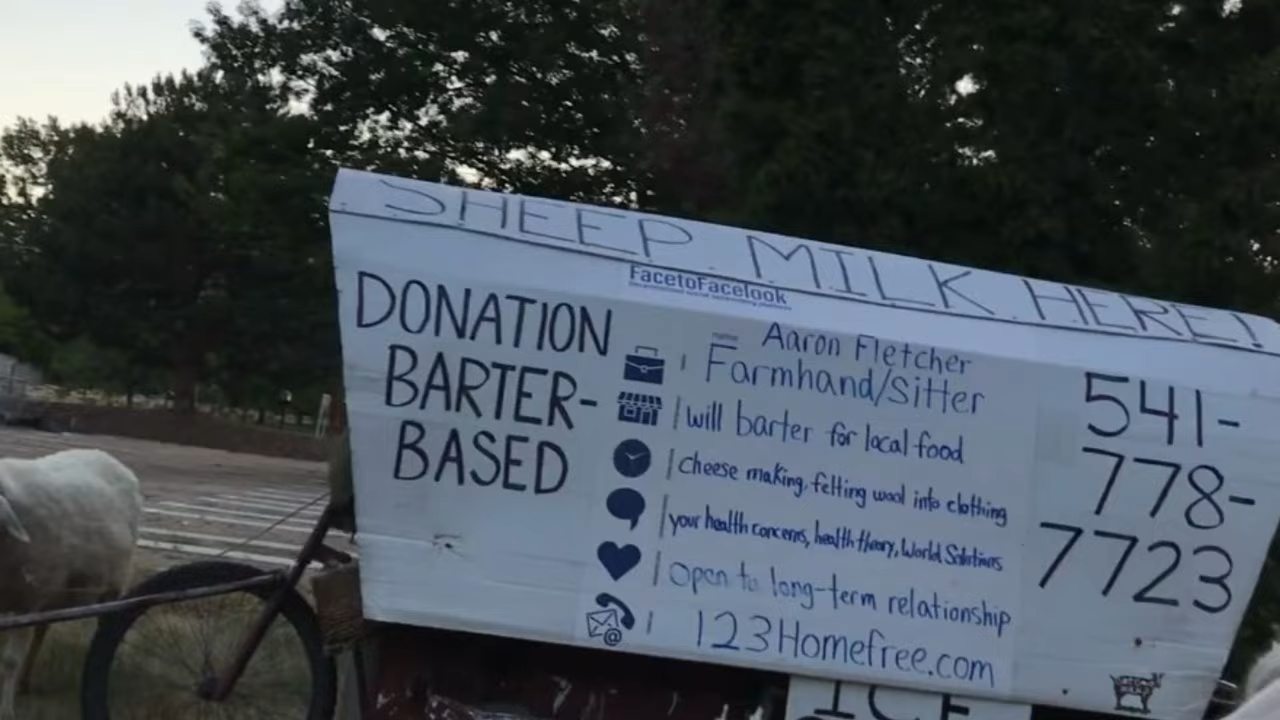 SHEEP MILK HERE!
FacetoFacelook
DONATION
BARTER-
BASED
name
Aaron Fletcher
Farmhand/Sitter
will barter for local food
cheese making, felting wool into clothing
your health concerns, health theory, World Solutions
Open to long-term relationship
123Homefree.com
541-
778-
7723
ICE